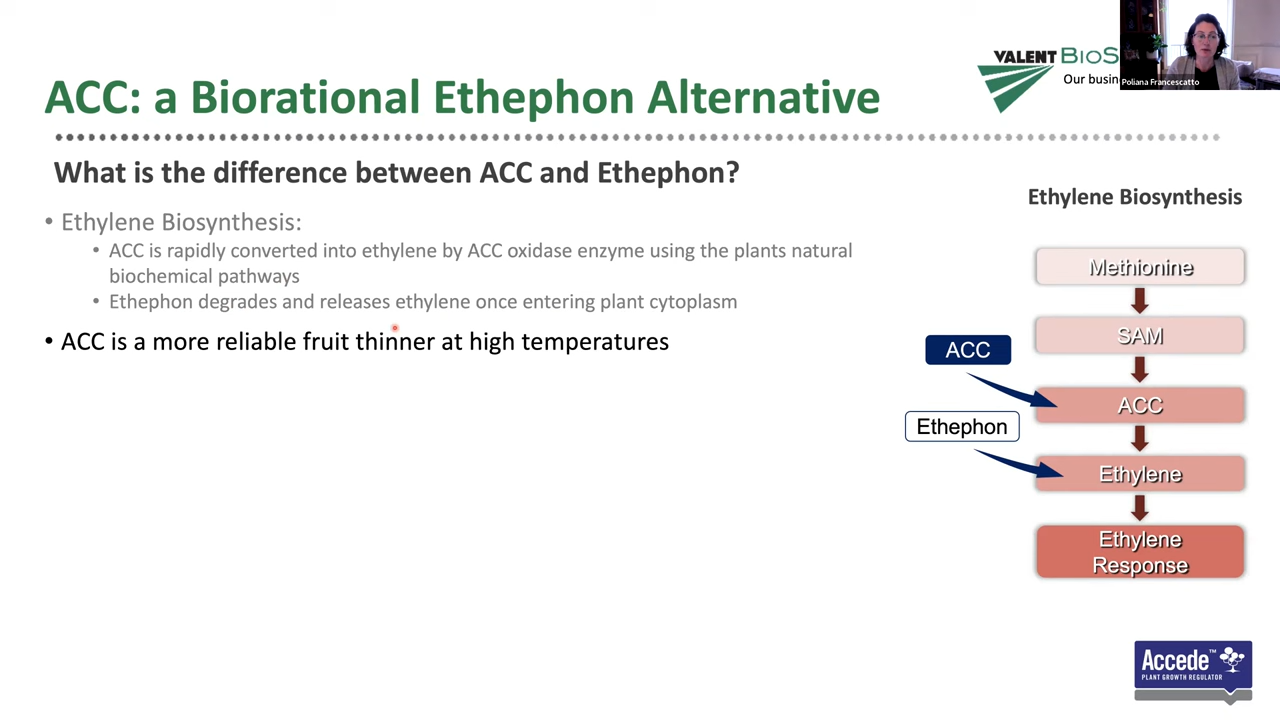 VALENT BioS
Our busin
Poliana Francescatto
ACC: a Biorational Ethephon Alternative
What is the difference between ACC and Ethephon?
• Ethylene Biosynthesis:
• ACC is rapidly converted into ethylene by ACC oxidase enzyme using the plants natural
biochemical pathways
• Ethephon degrades and releases ethylene once entering plant cytoplasm
• ACC is a more reliable fruit thinner at high temperatures
Ethylene Biosynthesis
Methionine
SAM
ACC
ACC
Ethephon
Ethylene
Ethylene
Response
Accede™
PLANT GROWTH REGULATOR